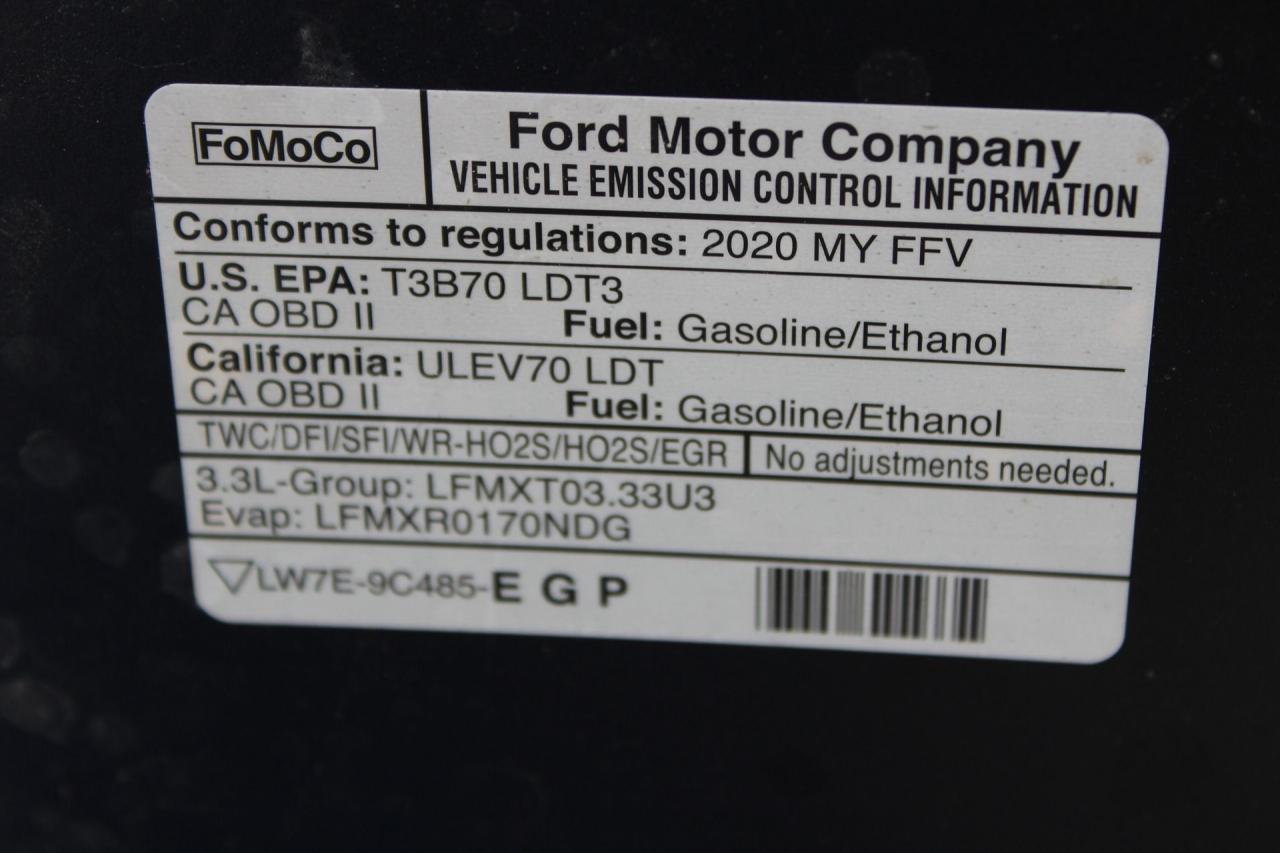 FoMoCo
Ford Motor Company
VEHICLE EMISSION CONTROL INFORMATION
Conforms to regulations: 2020 MY FFV
U.S. EPA: T3B70 LDT3
CA OBD II Fuel: Gasoline/Ethanol
California: ULEV70 LDT
CA OBD II Fuel: Gasoline/Ethanol
TWC/DFI/SFI/WR-HO2S/HO2S/EGR No adjustments needed.
3.3L-Group: LFMXT03.33U3
Evap: LFMXR0170NDG
LW7E-9C485-E G P